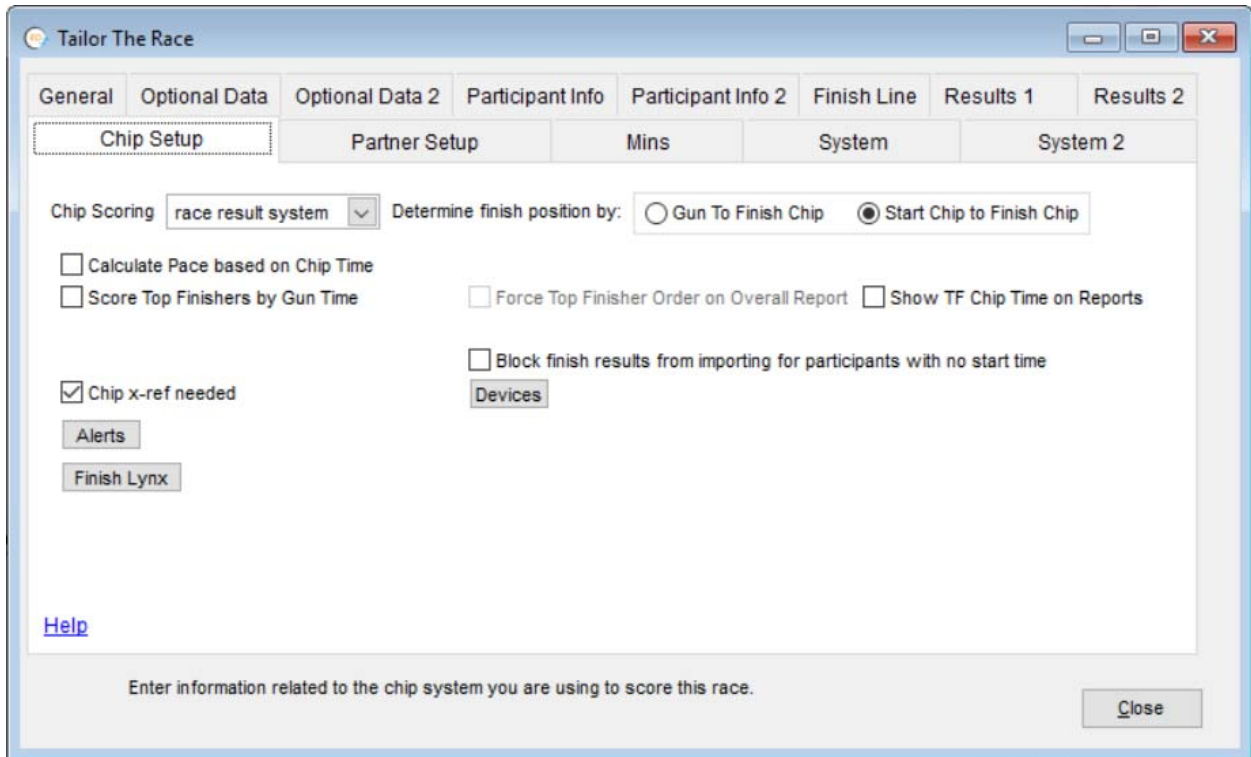 Tailor The Race
General Optional Data Optional Data 2 Participant Info Participant Info 2 Finish Line Results 1 Results 2
Chip Setup Partner Setup Mins System System 2
Chip Scoring race result system Determine finish position by: Gun To Finish Chip Start Chip to Finish Chip
Calculate Pace based on Chip Time
Score Top Finishers by Gun Time Force Top Finisher Order on Overall Report Show TF Chip Time on Reports
Block finish results from importing for participants with no start time
Chip x-ref needed Devices
Alerts
Finish Lynx
Help
Enter information related to the chip system you are using to score this race.
Close